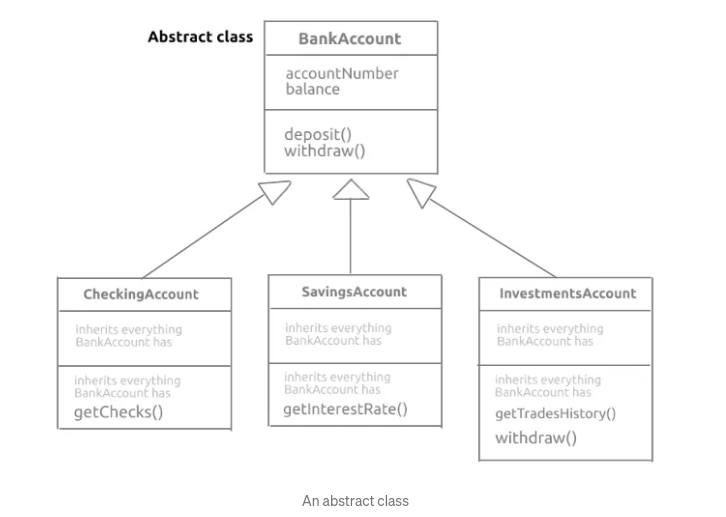 Abstract class
BankAccount
accountNumber
balance
deposit()
withdraw()
CheckingAccount
inherits everything
BankAccount has
inherits everything
BankAccount has
getChecks()
SavingsAccount
inherits everything
BankAccount has
inherits everything
BankAccount has
getInterestRate()
InvestmentsAccount
inherits everything
BankAccount has
inherits everything
BankAccount has
getTradesHistory()
withdraw()
An abstract class